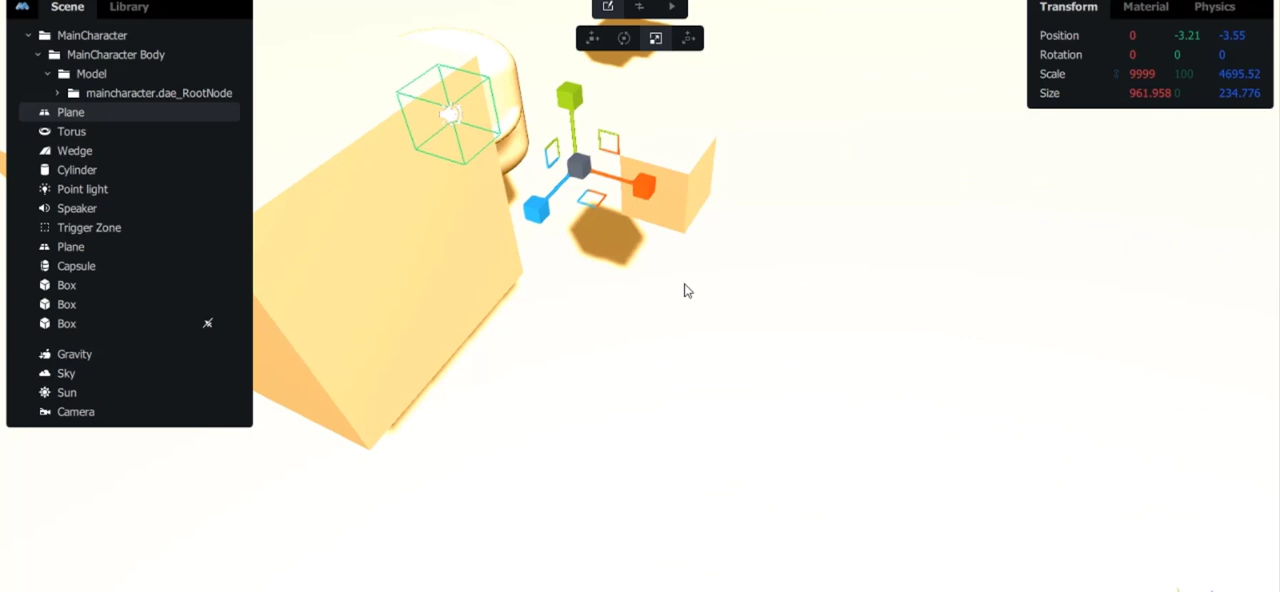 Scene Library
MainCharacter
MainCharacter Body
Model
maincharacter.dae_RootNode
Plane
Torus
Wedge
Cylinder
Point light
Speaker
Trigger Zone
Plane
Capsule
Box
Box
Box
Gravity
Sky
Sun
Camera
Transform Material Physics
Position 0 -3.21 -3.55
Rotation 0 0 0
Scale 9999 100 4695.52
Size 961.958 0 234.776